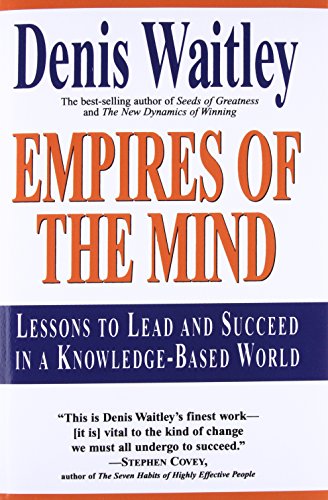 Denis Waitley
The best-selling author of Seeds of Greatness
and The New Dynamics of Winning
EMPIRES OF
THE MIND
LESSONS TO LEAD AND SUCCEED
IN A KNOWLEDGE-BASED WORLD
“This is Denis Waitley’s finest work—
[it is] vital to the kind of change
we must all undergo to succeed.”
—STEPHEN COVEY,
author of The Seven Habits of Highly Effective People